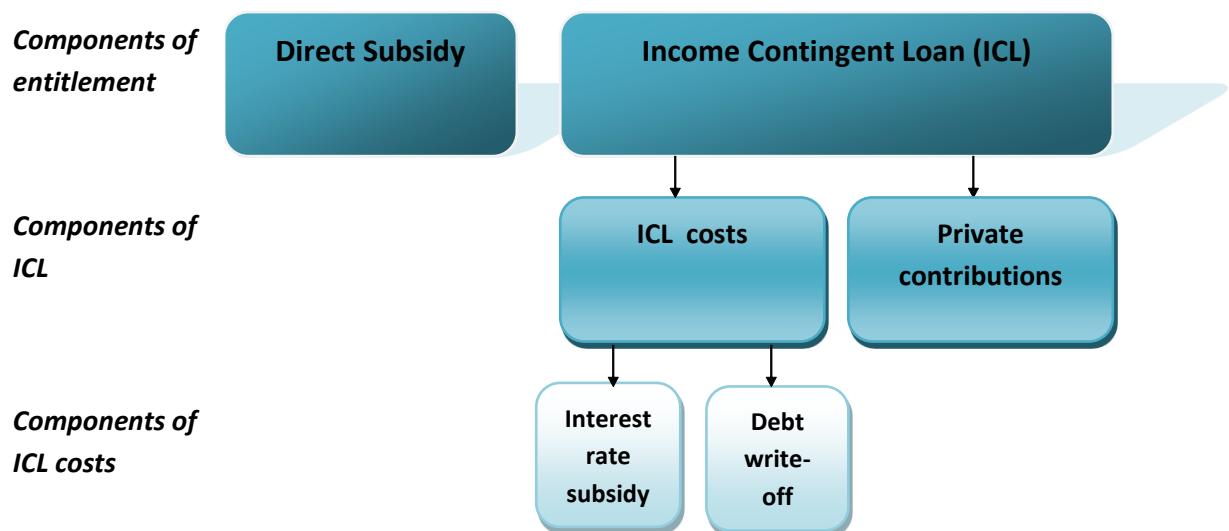 Components of
entitlement
Direct Subsidy
Income Contingent Loan (ICL)
Components of
ICL
ICL costs
Private
contributions
Components of
ICL costs
Interest
rate
subsidy
Debt
write-
off